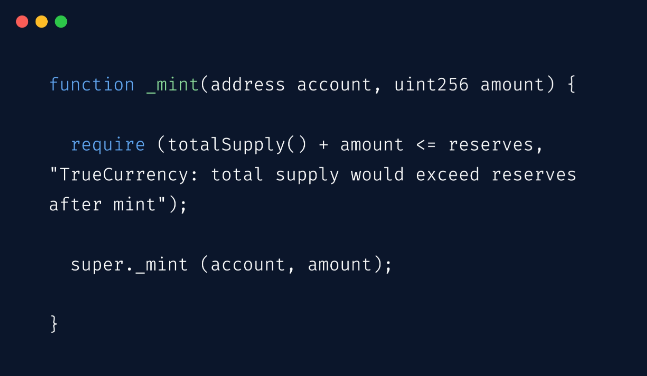 function _mint(address account, uint256 amount) {
require (totalSupply() + amount <= reserves,
"TrueCurrency: total supply would exceed reserves
after mint");
super._mint (account, amount);
}